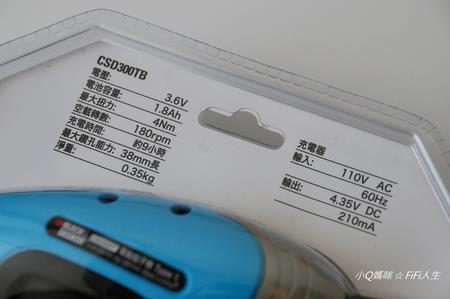 CSD300TB
電壓: 3.6V
電池容量: 1.8Ah
最大扭力: 4Nm
空載轉數: 180rpm
充電時間: 約9小時
最大鑽孔能力: 38mm長
淨重: 0.35kg
充電器
輸入: 110V AC
60Hz
輸出: 4.35V DC
210mA
小Q媽咪 ☆ FiFi人生